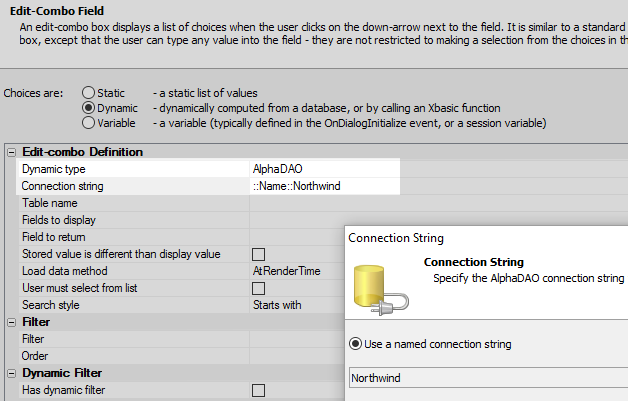 Edit-Combo Field
An edit-combo box displays a list of choices when the user clicks on the down-arrow next to the field. It is similar to a standard
box, except that the user can type any value into the field - they are not restricted to making a selection from the choices in th
Choices are:
Static - a static list of values
Dynamic - dynamically computed from a database, or by calling an Xbasic function
Variable - a variable (typically defined in the OnDialogInitialize event, or a session variable)
Edit-combo Definition
Dynamic type AlphaDAO
Connection string ::Name::Northwind
Table name
Fields to display
Field to return
Stored value is different than display value
Load data method AtRenderTime
User must select from list
Search style Starts with
Filter
Filter
Order
Dynamic Filter
Has dynamic filter
Connection String
Connection String
Specify the AlphaDAO connection string
Use a named connection string
Northwind